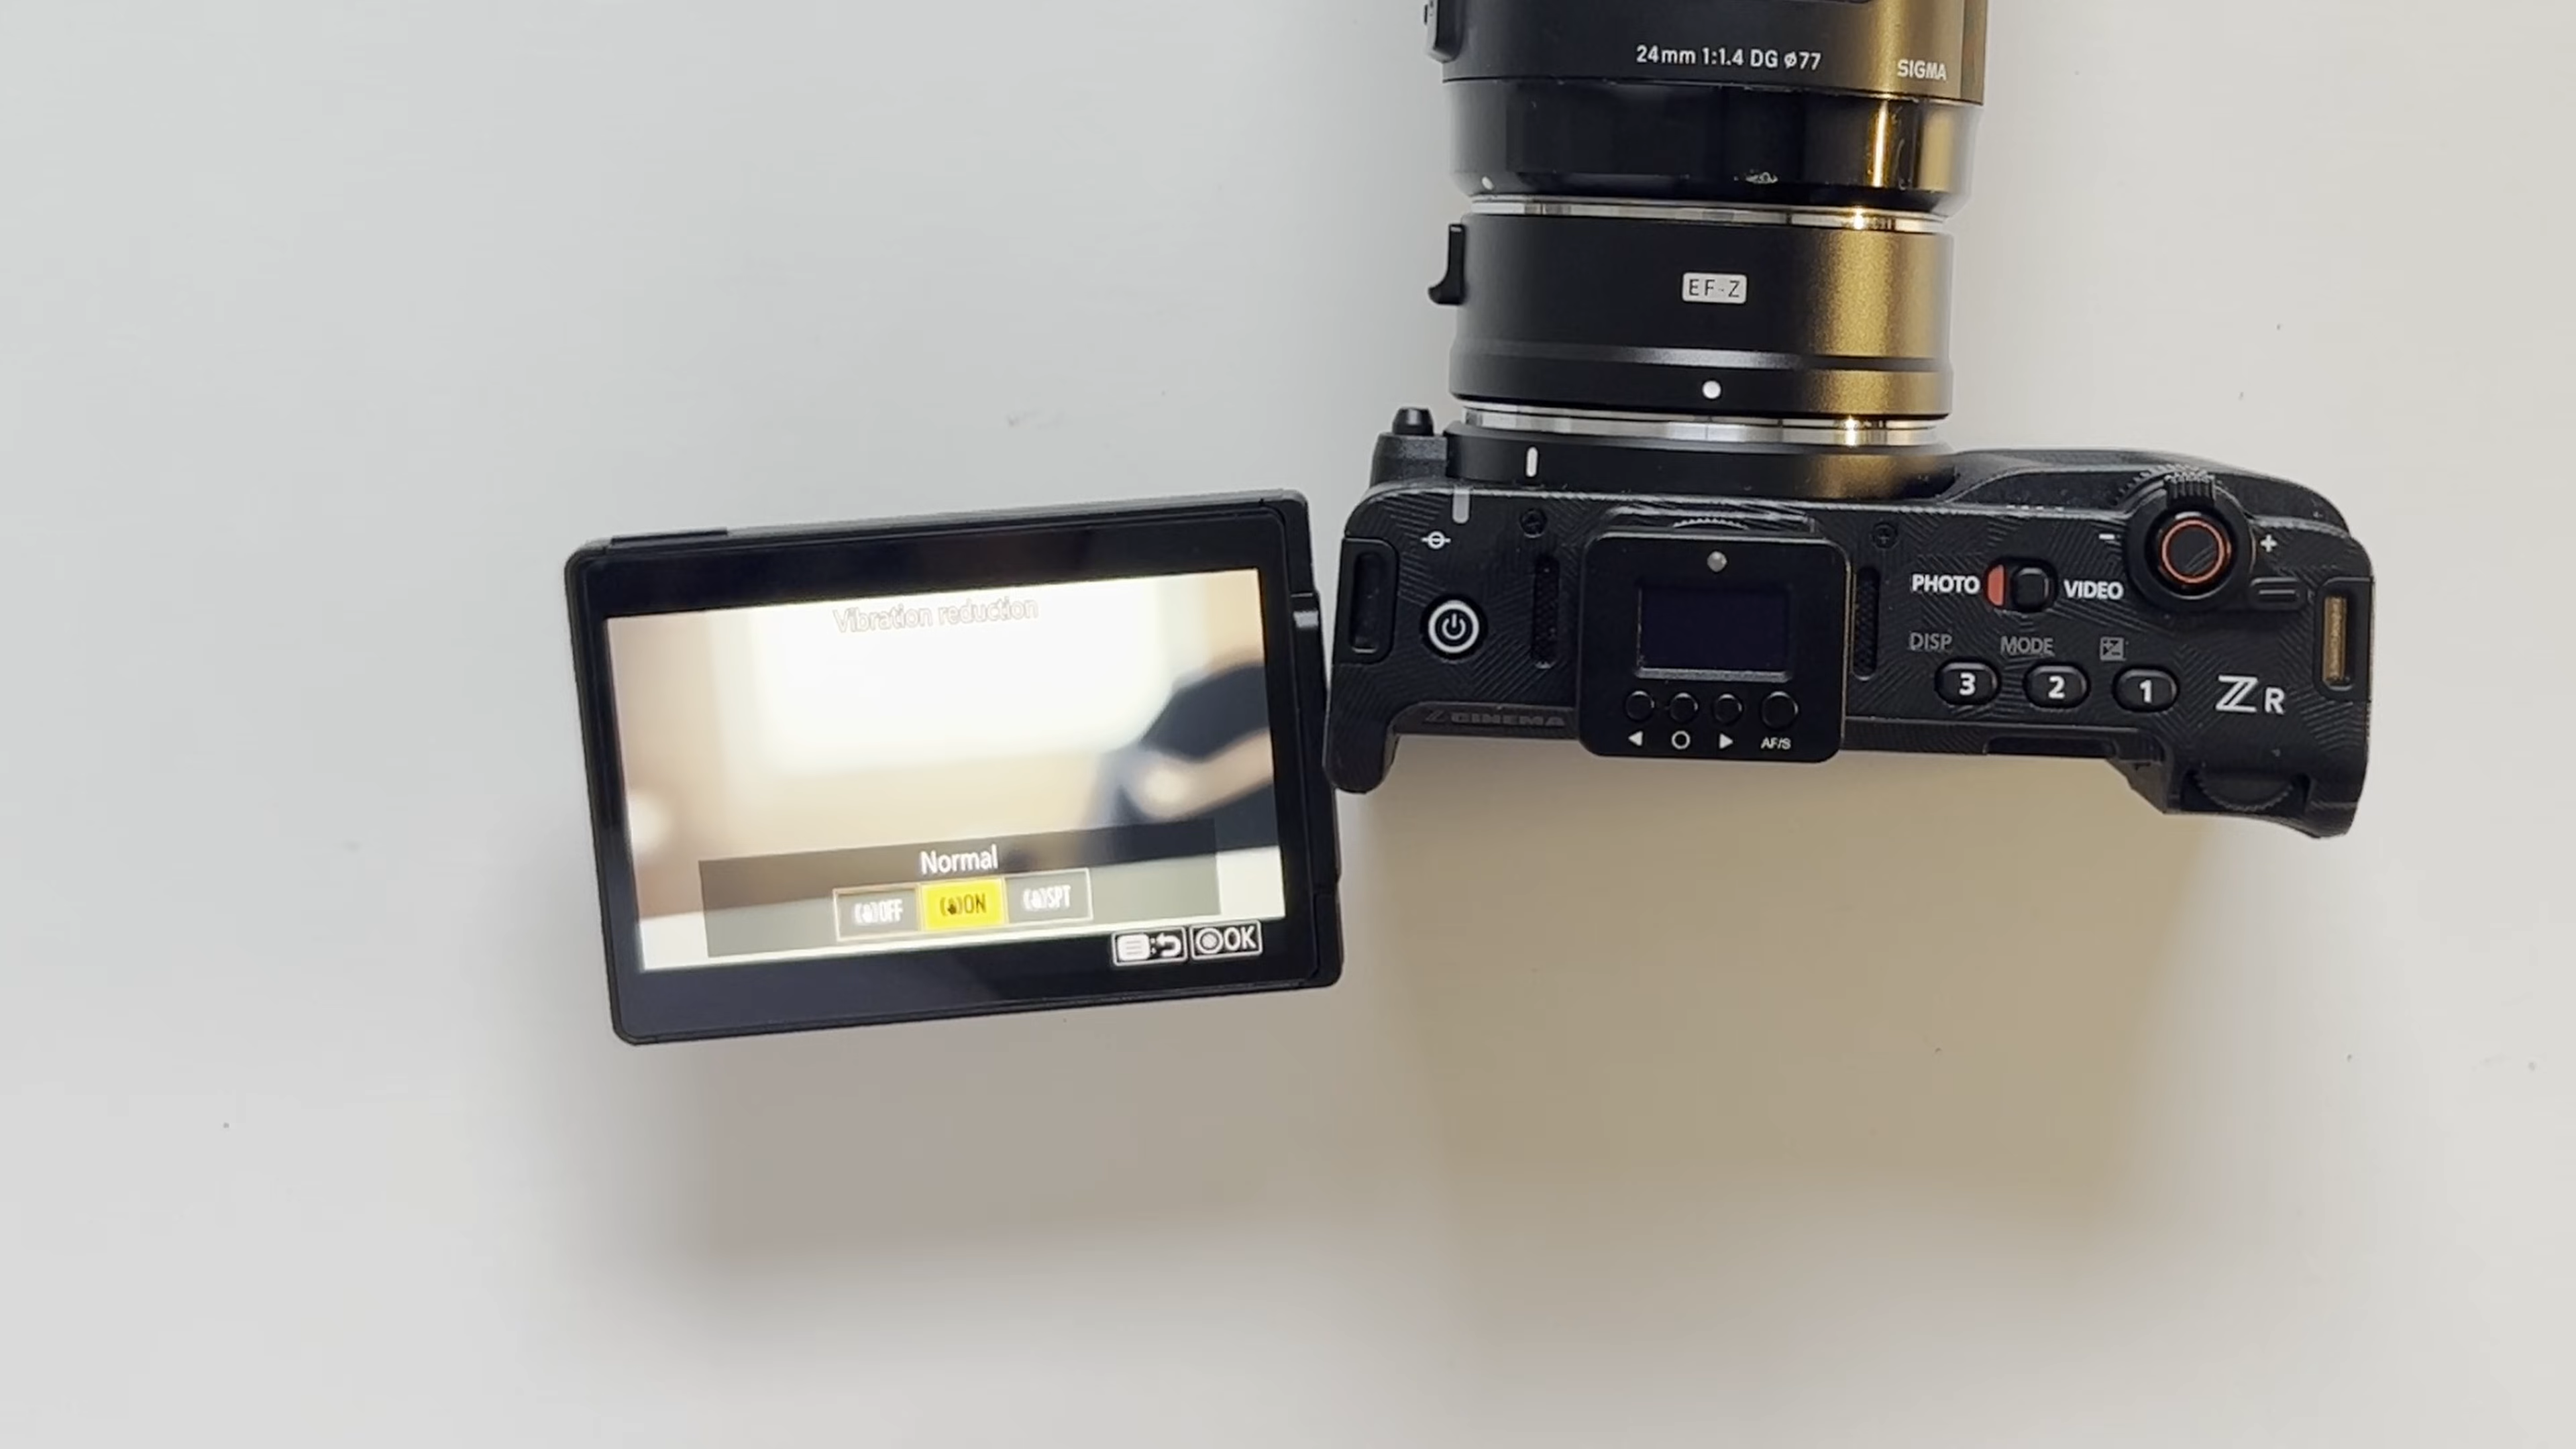 24mm 1:1.4 DG ø77
SIGMA
EF-Z
Vibration reduction
Normal
OFF
ON
SPT
OK
PHOTO
VIDEO
- +
DISP
MODE
3
2
1
Z R
Z CINEMA
AF/S